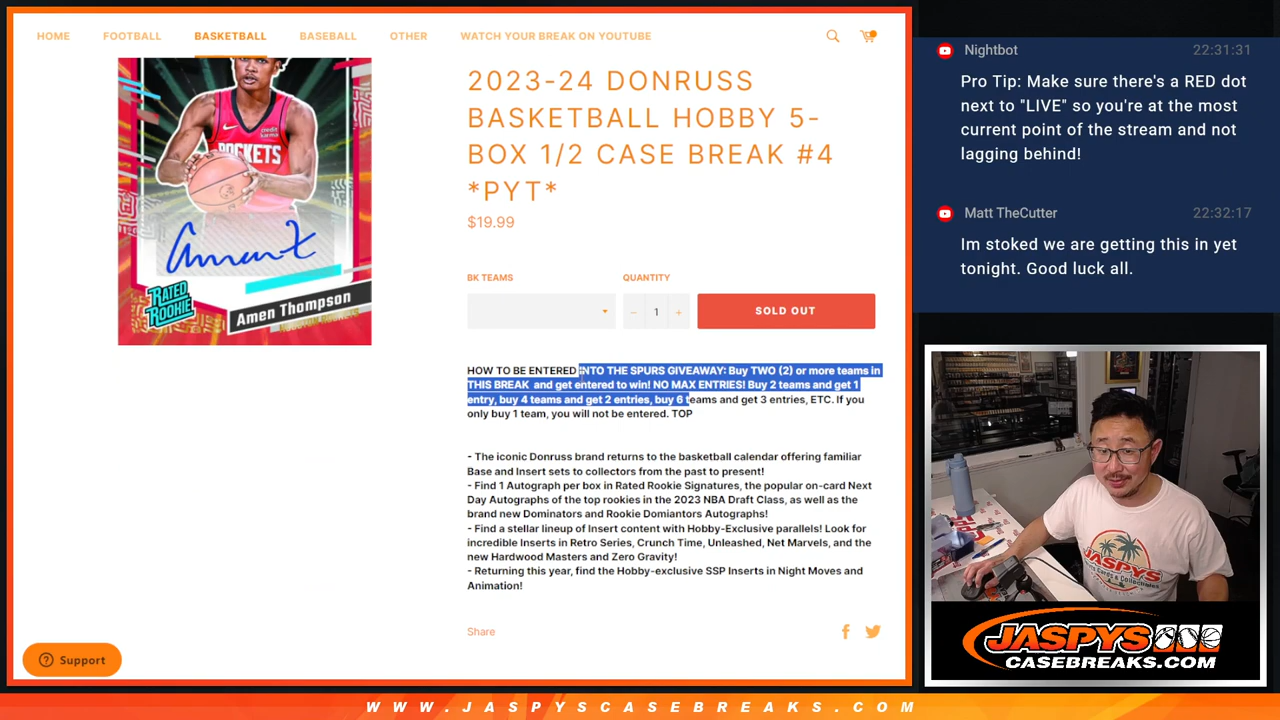 HOME FOOTBALL BASKETBALL BASEBALL OTHER WATCH YOUR BREAK ON YOUTUBE
2023-24 DONRUSS
BASKETBALL HOBBY 5-
BOX 1/2 CASE BREAK #4
*PYT*
$19.99
BK TEAMS QUANTITY
1
SOLD OUT
HOW TO BE ENTERED INTO THE SPURS GIVEAWAY: Buy TWO (2) or more teams in
THIS BREAK and get entered to win! NO MAX ENTRIES! Buy 2 teams and get 1
entry, buy 4 teams and get 2 entries, buy 6 teams and get 3 entries, ETC. If you
only buy 1 team, you will not be entered. TOP
- The iconic Donruss brand returns to the basketball calendar offering familiar
Base and Insert sets to collectors from the past to present!
- Find 1 Autograph per box in Rated Rookie Signatures, the popular on-card Next
Day Autographs of the top rookies in the 2023 NBA Draft Class, as well as the
brand new Dominators and Rookie Domiantors Autographs!
- Find a stellar lineup of Insert content with Hobby-Exclusive parallels! Look for
incredible Inserts in Retro Series, Crunch Time, Unleashed, Net Marvels, and the
new Hardwood Masters and Zero Gravity!
- Returning this year, find the Hobby-exclusive SSP Inserts in Night Moves and
Animation!
Share
Support
ROCKETS
RATED
ROOKIE
Amen Thompson
Nightbot 22:31:31
Pro Tip: Make sure there's a RED dot
next to "LIVE" so you're at the most
current point of the stream and not
lagging behind!
Matt TheCutter 22:32:17
Im stoked we are getting this in yet
tonight. Good luck all.
JASPYS
CASEBREAKS.COM
WWW.JASPYSCASEBREAKS.COM